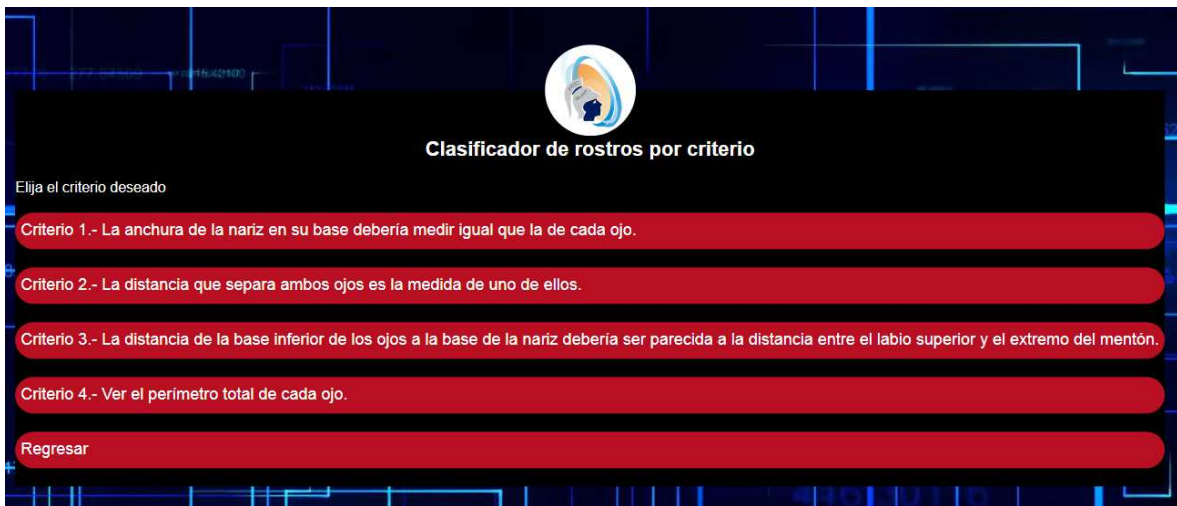 Clasificador de rostros por criterio
Elija el criterio deseado
Criterio 1.- La anchura de la nariz en su base debería medir igual que la de cada ojo.
Criterio 2.- La distancia que separa ambos ojos es la medida de uno de ellos.
Criterio 3.- La distancia de la base inferior de los ojos a la base de la nariz debería ser parecida a la distancia entre el labio superior y el extremo del mentón.
Criterio 4.- Ver el perímetro total de cada ojo.
Regresar